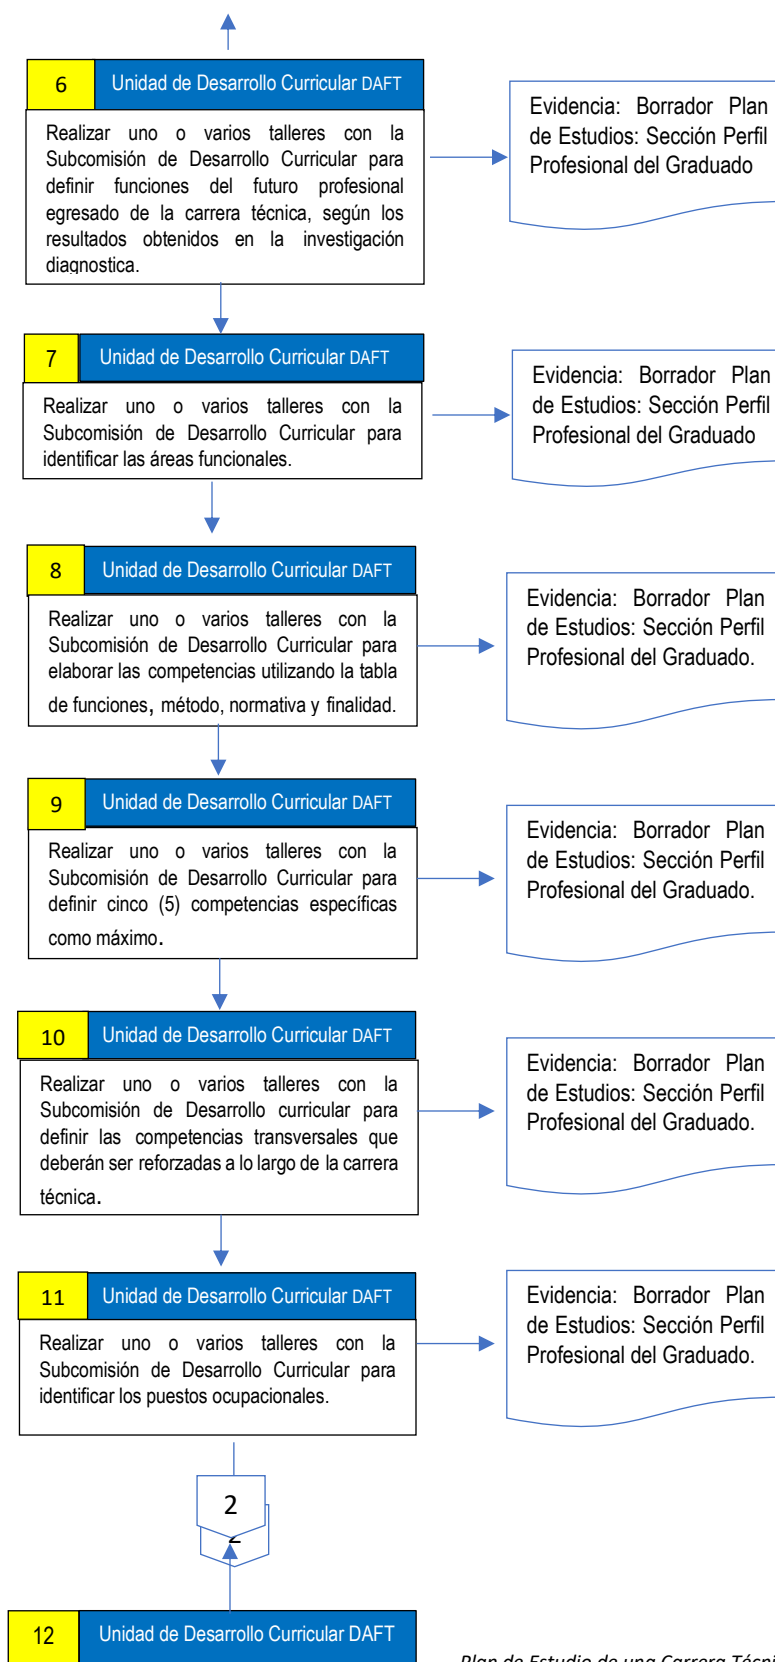 6
Unidad de Desarrollo Curricular DAFT
Realizar uno o varios talleres con la
Subcomisión de Desarrollo Curricular para
definir funciones del futuro profesional
egresado de la carrera técnica, según los
resultados obtenidos en la investigación
diagnostica.
Evidencia: Borrador Plan
de Estudios: Sección Perfil
Profesional del Graduado
7
Unidad de Desarrollo Curricular DAFT
Realizar uno o varios talleres con la
Subcomisión de Desarrollo Curricular para
identificar las áreas funcionales.
Evidencia: Borrador Plan
de Estudios: Sección Perfil
Profesional del Graduado
8
Unidad de Desarrollo Curricular DAFT
Realizar uno o varios talleres con la
Subcomisión de Desarrollo Curricular para
elaborar las competencias utilizando la tabla
de funciones, método, normativa y finalidad.
Evidencia: Borrador Plan
de Estudios: Sección Perfil
Profesional del Graduado.
9
Unidad de Desarrollo Curricular DAFT
Realizar uno o varios talleres con la
Subcomisión de Desarrollo Curricular para
definir cinco (5) competencias específicas
como máximo.
Evidencia: Borrador Plan
de Estudios: Sección Perfil
Profesional del Graduado.
10
Unidad de Desarrollo Curricular DAFT
Realizar uno o varios talleres con la
Subcomisión de Desarrollo curricular para
definir las competencias transversales que
deberán ser reforzadas a lo largo de la carrera
técnica.
Evidencia: Borrador Plan
de Estudios: Sección Perfil
Profesional del Graduado.
11
Unidad de Desarrollo Curricular DAFT
Realizar uno o varios talleres con la
Subcomisión de Desarrollo Curricular para
identificar los puestos ocupacionales.
Evidencia: Borrador Plan
de Estudios: Sección Perfil
Profesional del Graduado.
2
12
Unidad de Desarrollo Curricular DAFT
Plan de Estudio de una Carrera